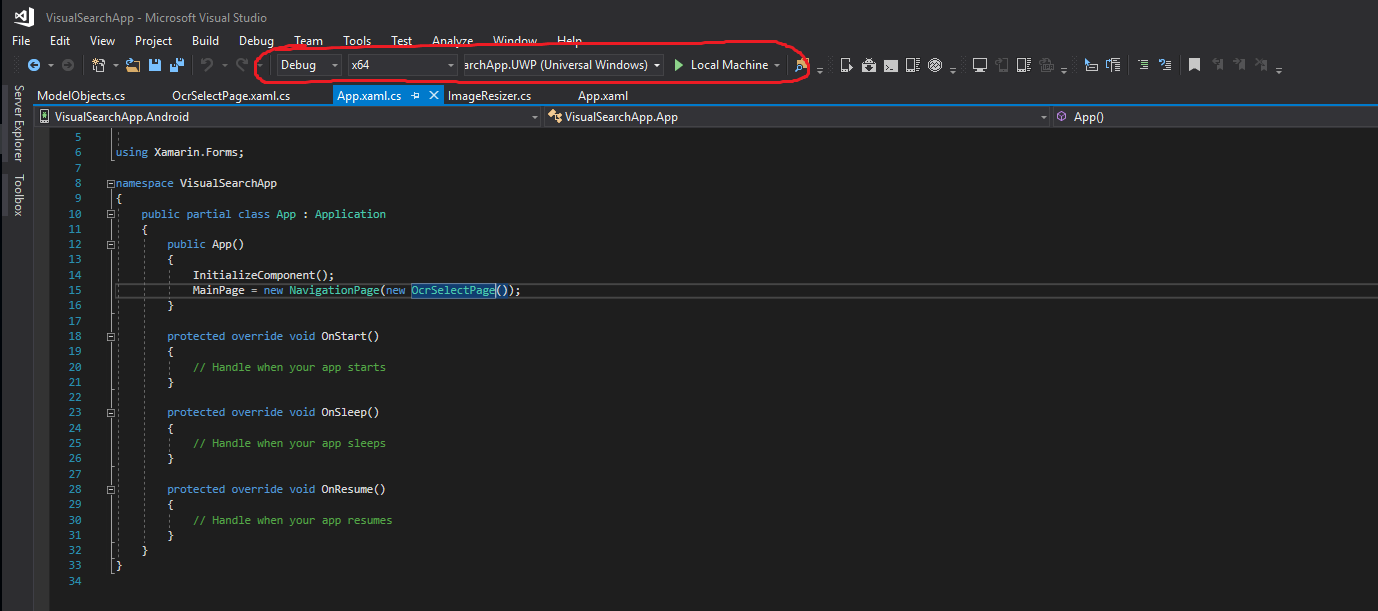 VisualSearchApp - Microsoft Visual Studio
File Edit View Project Build Debug Team Tools Test Analyze Window Help
Debug x64 archApp.UWP (Universal Windows) Local Machine
Server Explorer
Toolbox
ModelObjects.cs OcrSelectPage.xaml.cs App.xaml.cs ImageResizer.cs App.xaml
VisualSearchApp.Android VisualSearchApp.App App()
5
6 using Xamarin.Forms;
7
8 namespace VisualSearchApp
9 {
10 public partial class App : Application
11 {
12 public App()
13 {
14 InitializeComponent();
15 MainPage = new NavigationPage(new OcrSelectPage());
16 }
17
18 protected override void OnStart()
19 {
20 // Handle when your app starts
21 }
22
23 protected override void OnSleep()
24 {
25 // Handle when your app sleeps
26 }
27
28 protected override void OnResume()
29 {
30 // Handle when your app resumes
31 }
32 }
33 }
34